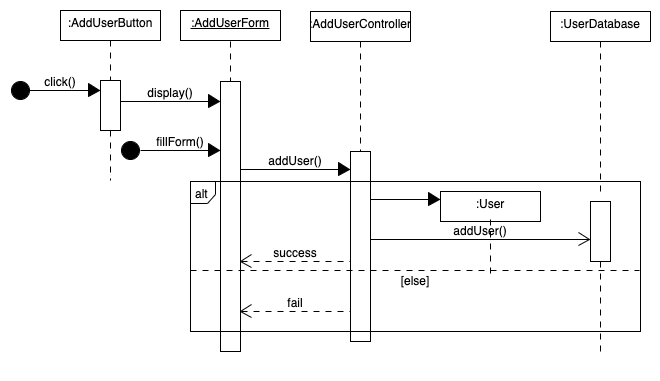 :AddUserButton
:AddUserForm
:AddUserController
:UserDatabase
click()
display()
fillForm()
addUser()
alt
:User
addUser()
success
[else]
fail